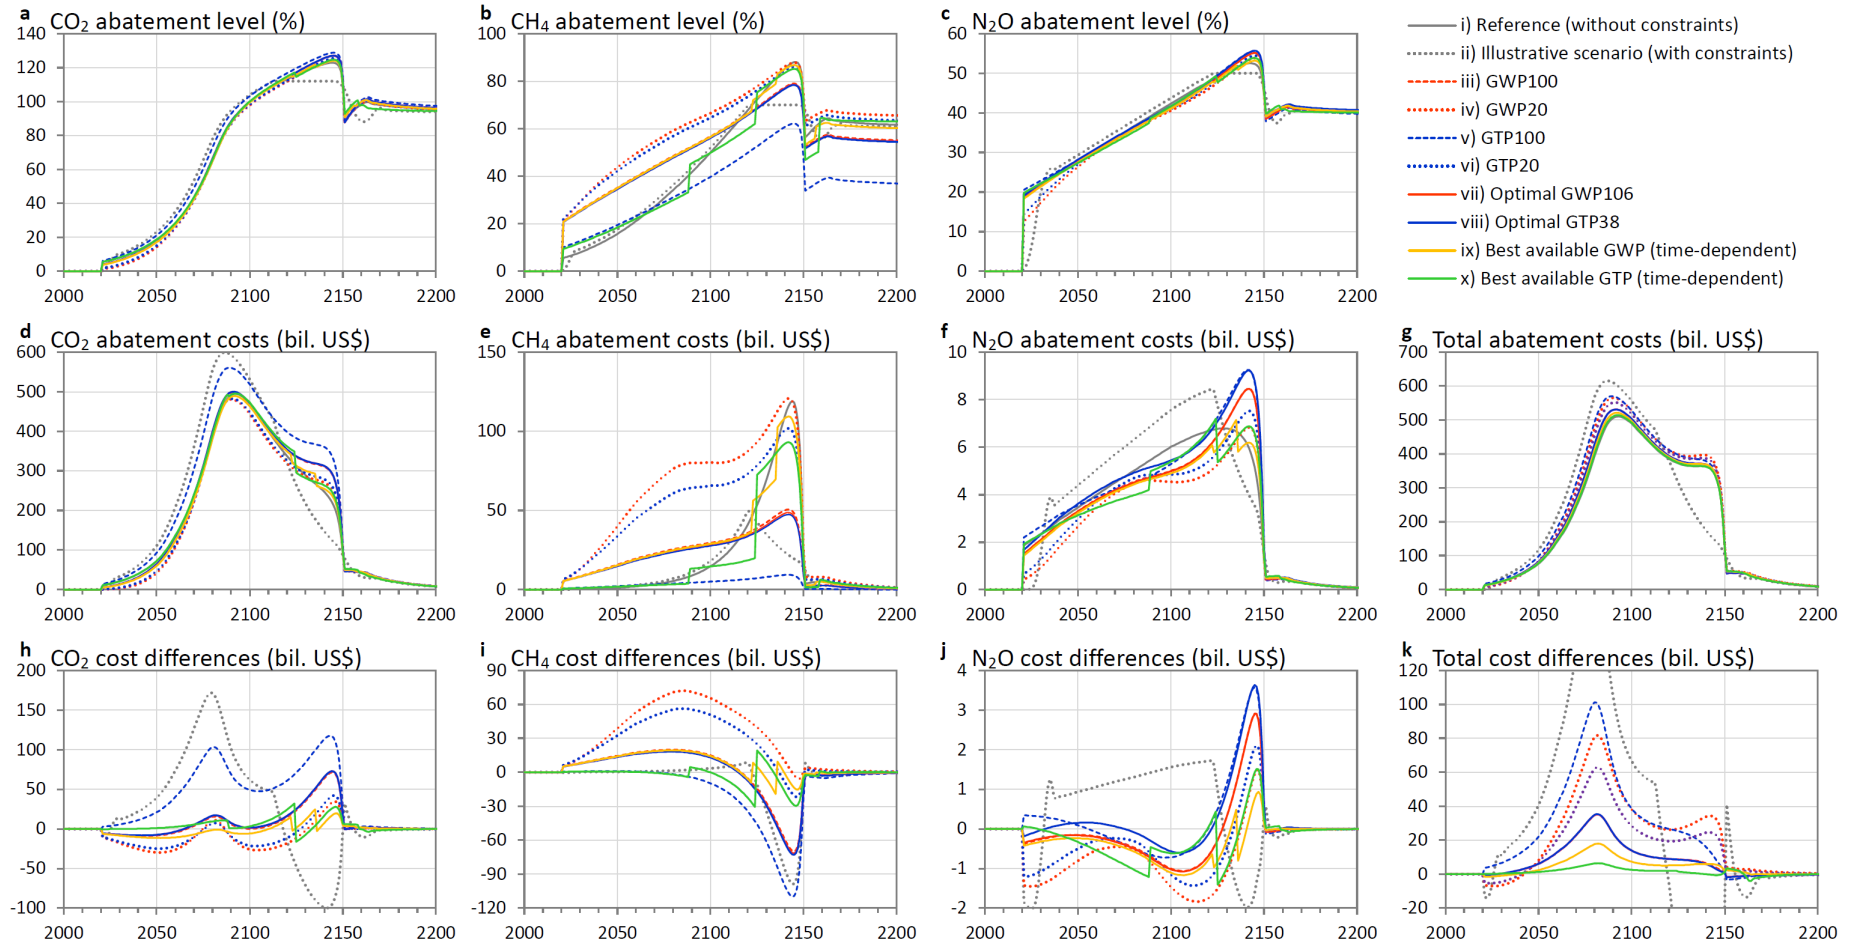 a CO₂ abatement level (%)
140
120
100
80
60
40
20
0
2000 2050 2100 2150 2200
b CH₄ abatement level (%)
100
80
60
40
20
0
2000 2050 2100 2150 2200
c N₂O abatement level (%)
60
50
40
30
20
10
0
2000 2050 2100 2150 2200
i) Reference (without constraints)
ii) Illustrative scenario (with constraints)
iii) GWP100
iv) GWP20
v) GTP100
vi) GTP20
vii) Optimal GWP106
viii) Optimal GTP38
ix) Best available GWP (time-dependent)
x) Best available GTP (time-dependent)
d CO₂ abatement costs (bil. US$)
600
500
400
300
200
100
0
2000 2050 2100 2150 2200
e CH₄ abatement costs (bil. US$)
150
100
50
0
2000 2050 2100 2150 2200
f N₂O abatement costs (bil. US$)
10
8
6
4
2
0
2000 2050 2100 2150 2200
g Total abatement costs (bil. US$)
700
600
500
400
300
200
100
0
2000 2050 2100 2150 2200
h CO₂ cost differences (bil. US$)
200
150
100
50
0
-50
-100
2000 2050 2100 2150 2200
i CH₄ cost differences (bil. US$)
90
60
30
0
-30
-60
-90
-120
2000 2050 2100 2150 2200
j N₂O cost differences (bil. US$)
4
3
2
1
0
-1
-2
2000 2050 2100 2150 2200
k Total cost differences (bil. US$)
120
100
80
60
40
20
0
-20
2000 2050 2100 2150 2200